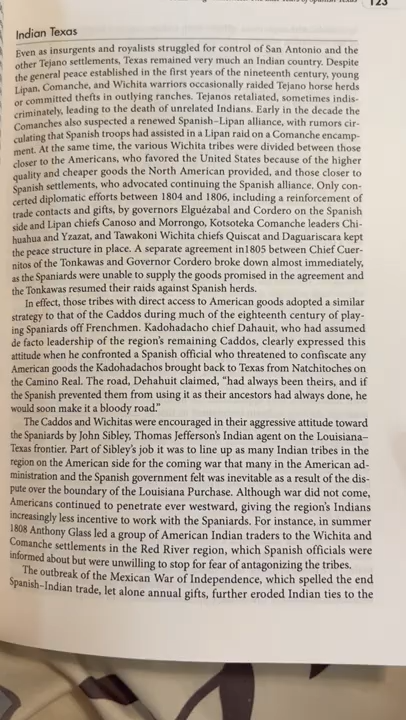 123
Indian Texas
Even as insurgents and royalists struggled for control of San Antonio and the
other Tejano settlements, Texas remained very much an Indian country. Despite
the general peace established in the first years of the nineteenth century, young
Lipan, Comanche, and Wichita warriors occasionally raided Tejano horse herds
or committed thefts in outlying ranches. Tejanos retaliated, sometimes indis-
criminately, leading to the death of unrelated Indians. Early in the decade the
Comanches also suspected a renewed Spanish–Lipan alliance, with rumors cir-
culating that Spanish troops had assisted in a Lipan raid on a Comanche encamp-
ment. At the same time, the various Wichita tribes were divided between those
closer to the Americans, who favored the United States because of the higher
quality and cheaper goods the North American provided, and those closer to
Spanish settlements, who advocated continuing the Spanish alliance. Only con-
certed diplomatic efforts between 1804 and 1806, including a reinforcement of
trade contacts and gifts, by governors Elguézabal and Cordero on the Spanish
side and Lipan chiefs Canoso and Morrongo, Kotsoteka Comanche leaders Chi-
huahua and Yzazat, and Tawakoni Wichita chiefs Quiscat and Daguariscara kept
the peace structure in place. A separate agreement in1805 between Chief Cuer-
nitos of the Tonkawas and Governor Cordero broke down almost immediately,
as the Spaniards were unable to supply the goods promised in the agreement and
the Tonkawas resumed their raids against Spanish herds.
In effect, those tribes with direct access to American goods adopted a similar
strategy to that of the Caddos during much of the eighteenth century of play-
ing Spaniards off Frenchmen. Kadohadacho chief Dahauit, who had assumed
de facto leadership of the region's remaining Caddos, clearly expressed this
attitude when he confronted a Spanish official who threatened to confiscate any
American goods the Kadohadachos brought back to Texas from Natchitoches on
the Camino Real. The road, Dehahuit claimed, "had always been theirs, and if
the Spanish prevented them from using it as their ancestors had always done, he
would soon make it a bloody road."
The Caddos and Wichitas were encouraged in their aggressive attitude toward
the Spaniards by John Sibley, Thomas Jefferson's Indian agent on the Louisiana–
Texas frontier. Part of Sibley's job it was to line up as many Indian tribes in the
region on the American side for the coming war that many in the American ad-
ministration and the Spanish government felt was inevitable as a result of the dis-
pute over the boundary of the Louisiana Purchase. Although war did not come,
Americans continued to penetrate ever westward, giving the region's Indians
increasingly less incentive to work with the Spaniards. For instance, in summer
1808 Anthony Glass led a group of American Indian traders to the Wichita and
Comanche settlements in the Red River region, which Spanish officials were
informed about but were unwilling to stop for fear of antagonizing the tribes.
The outbreak of the Mexican War of Independence, which spelled the end
Spanish–Indian trade, let alone annual gifts, further eroded Indian ties to the